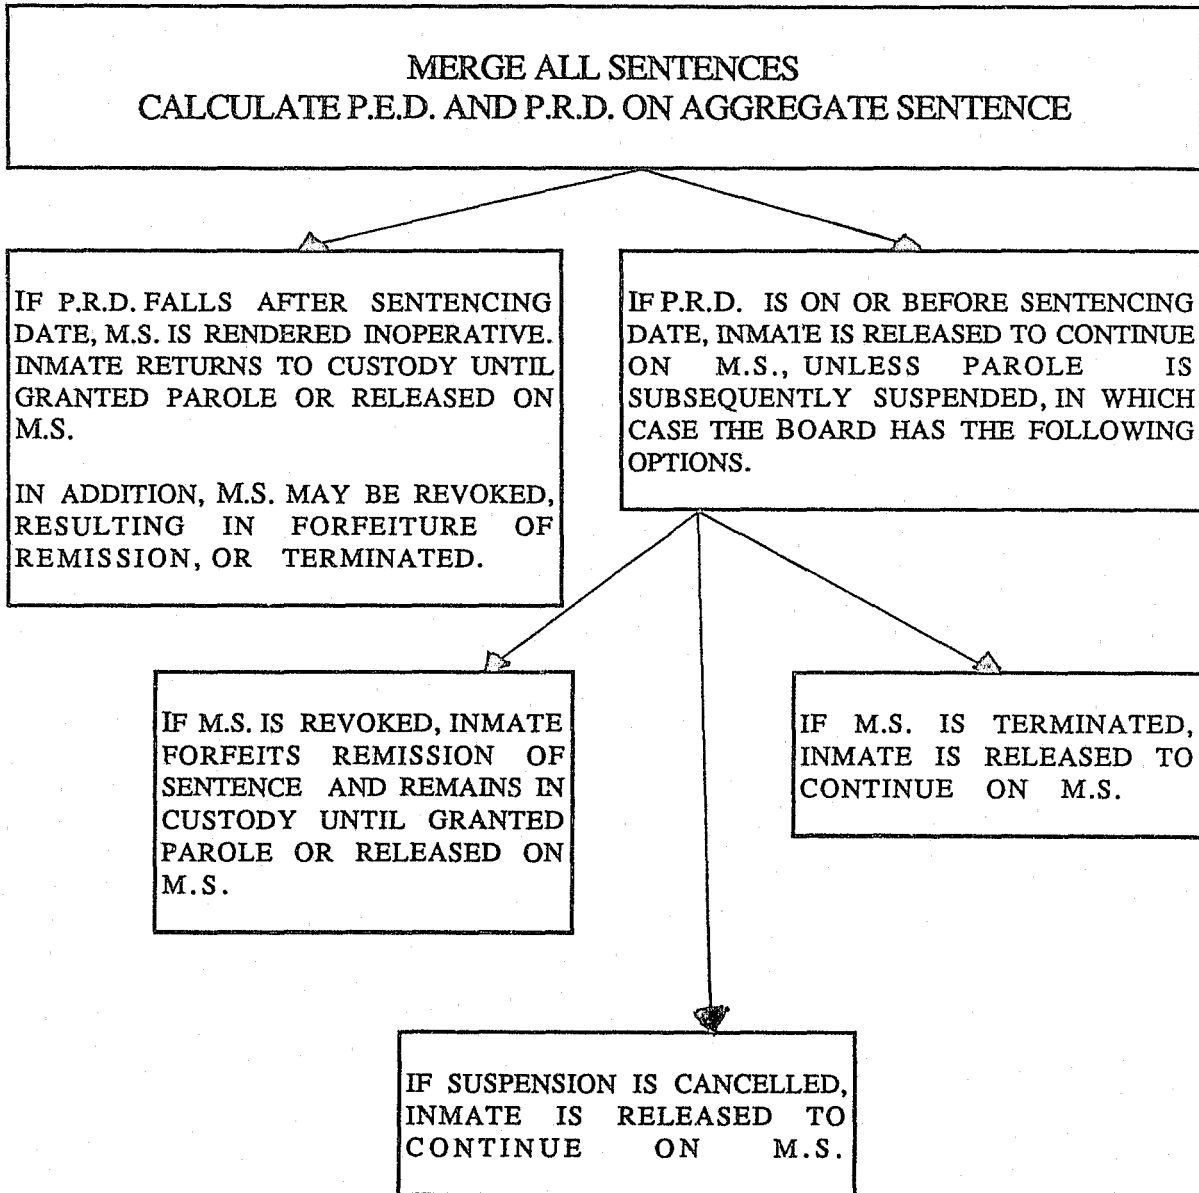 MERGE ALL SENTENCES
CALCULATE P.E.D. AND P.R.D. ON AGGREGATE SENTENCE
IF P.R.D. FALLS AFTER SENTENCING
DATE, M.S. IS RENDERED INOPERATIVE.
INMATE RETURNS TO CUSTODY UNTIL
GRANTED PAROLE OR RELEASED ON
M.S.
IN ADDITION, M.S. MAY BE REVOKED,
RESULTING IN FORFEITURE OF
REMISSION, OR TERMINATED.
IF P.R.D. IS ON OR BEFORE SENTENCING
DATE, INMATE IS RELEASED TO CONTINUE
ON M.S., UNLESS PAROLE IS
SUBSEQUENTLY SUSPENDED, IN WHICH
CASE THE BOARD HAS THE FOLLOWING
OPTIONS.
IF M.S. IS REVOKED, INMATE
FORFEITS REMISSION OF
SENTENCE AND REMAINS IN
CUSTODY UNTIL GRANTED
PAROLE OR RELEASED ON
M.S.
IF M.S. IS TERMINATED,
INMATE IS RELEASED TO
CONTINUE ON M.S.
IF SUSPENSION IS CANCELLED,
INMATE IS RELEASED TO
CONTINUE ON M.S.